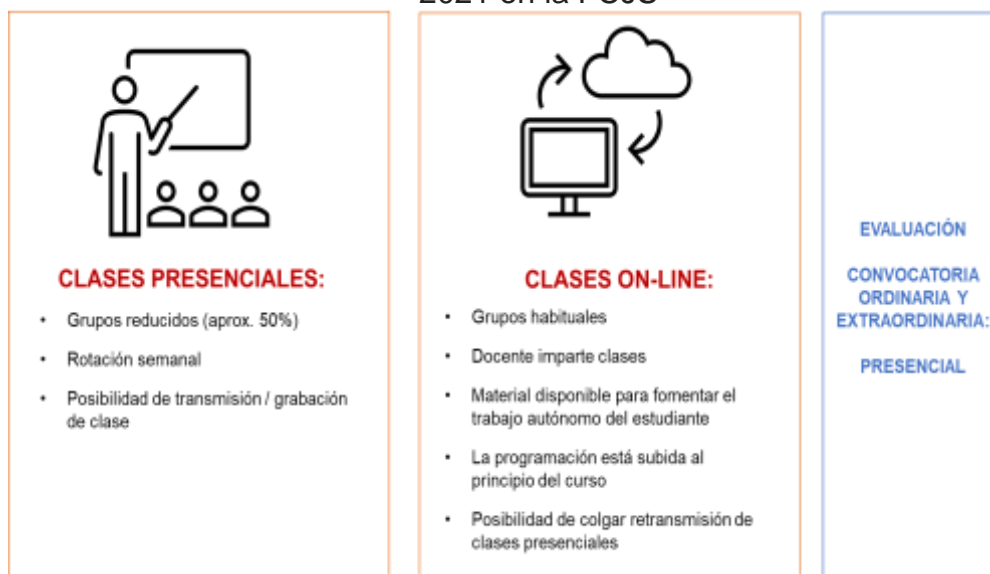 CLASES PRESENCIALES:
• Grupos reducidos (aprox. 50%)
• Rotación semanal
• Posibilidad de transmisión / grabación
de clase
CLASES ON-LINE:
• Grupos habituales
• Docente imparte clases
• Material disponible para fomentar el
trabajo autónomo del estudiante
• La programación está subida al
principio del curso
• Posibilidad de colgar retransmisión de
clases presenciales
EVALUACIÓN
CONVOCATORIA
ORDINARIA Y
EXTRAORDINARIA:
PRESENCIAL